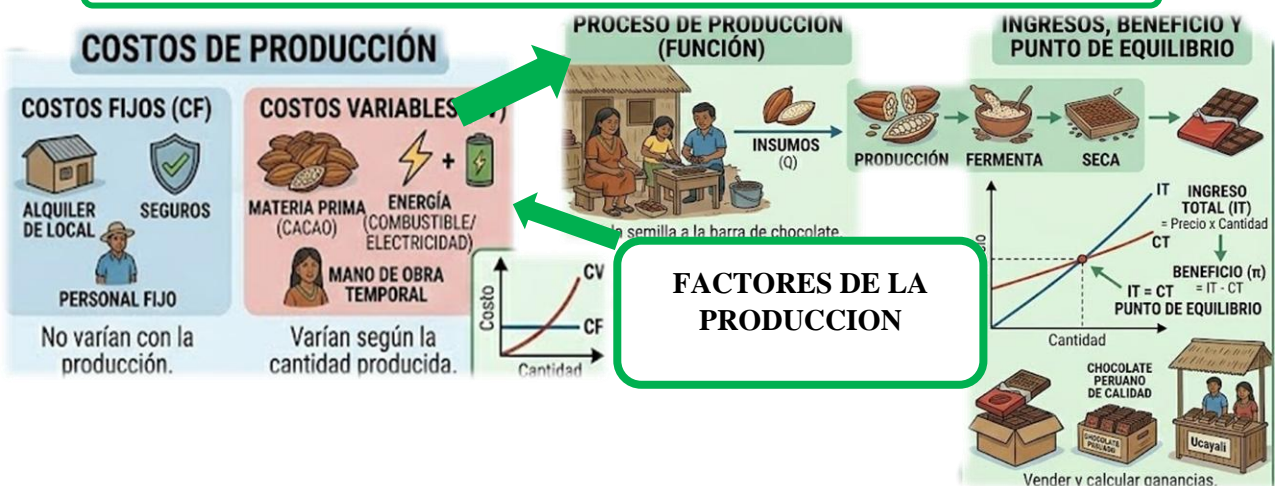 COSTOS DE PRODUCCIÓN
COSTOS FIJOS (CF)
ALQUILER
DE LOCAL
SEGUROS
PERSONAL FIJO
No varían con la
producción.
COSTOS VARIABLES
MATERIA PRIMA
(CACAO)
+
ENERGÍA
(COMBUSTIBLE/
ELECTRICIDAD)
MANO DE OBRA
TEMPORAL
Varían según la
cantidad producida.
Costo
CV
CF
Cantidad
PROCESO DE PRODUCCIÓN
(FUNCIÓN)
INSUMOS
(Q)
PRODUCCIÓN
FERMENTA
SECA
la semilla a la barra de chocolate.
FACTORES DE LA
PRODUCCION
INGRESOS, BENEFICIO Y
PUNTO DE EQUILIBRIO
IT
CT
INGRESO
TOTAL (IT)
= Precio x Cantidad
BENEFICIO (π)
= IT - CT
IT = CT
PUNTO DE EQUILIBRIO
Cantidad
CHOCOLATE
PERUANO
DE CALIDAD
CHOCOLATE
Ucayali
Vender y calcular ganancias.